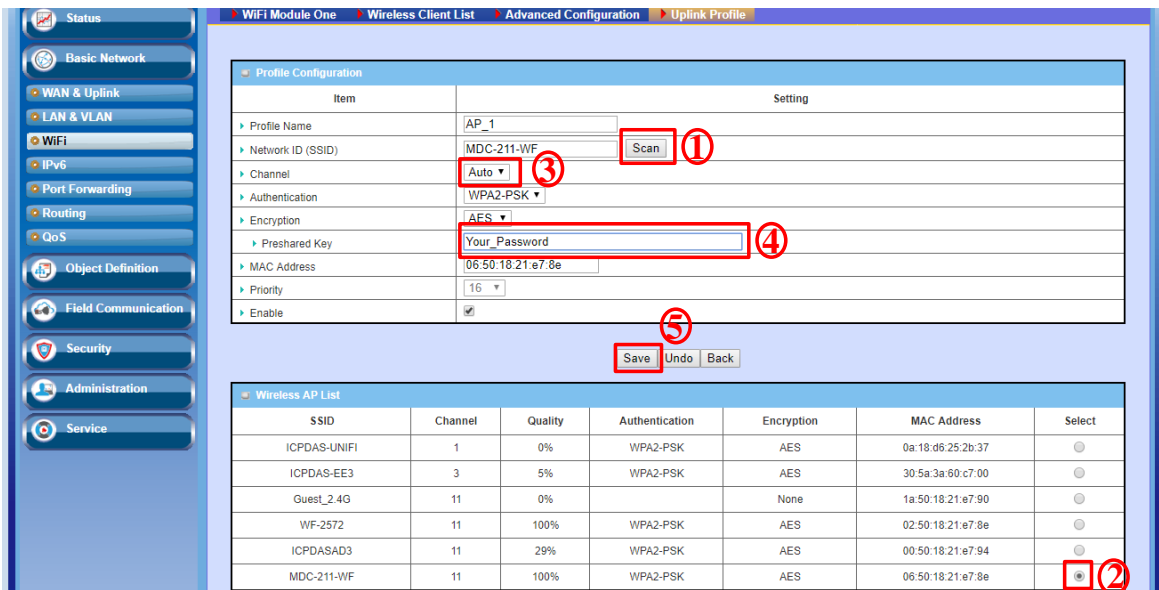 Status
WiFi Module One Wireless Client List Advanced Configuration Uplink Profile
Basic Network
WAN & Uplink
LAN & VLAN
WiFi
IPv6
Port Forwarding
Routing
QoS
Object Definition
Field Communication
Security
Administration
Service
Profile Configuration
Item Setting
Profile Name AP_1
Network ID (SSID) MDC-211-WF Scan ①
Channel Auto ③
Authentication WPA2-PSK
Encryption AES
Preshared Key Your_Password ④
MAC Address 06:50:18:21:e7:8e
Priority 16
Enable
⑤
Save Undo Back
Wireless AP List
SSID Channel Quality Authentication Encryption MAC Address Select
ICPDAS-UNIFI 1 0% WPA2-PSK AES 0a:18:d6:25:2b:37
ICPDAS-EE3 3 5% WPA2-PSK AES 30:5a:3a:60:c7:00
Guest_2.4G 11 0% None 1a:50:18:21:e7:90
WF-2572 11 100% WPA2-PSK AES 02:50:18:21:e7:8e
ICPDASAD3 11 29% WPA2-PSK AES 00:50:18:21:e7:94
MDC-211-WF 11 100% WPA2-PSK AES 06:50:18:21:e7:8e ②